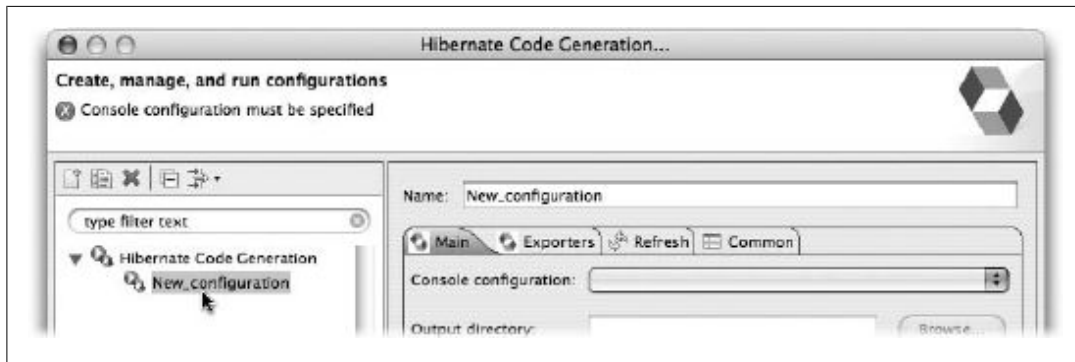 Hibernate Code Generation...
Create, manage, and run configurations
Console configuration must be specified
type filter text
Hibernate Code Generation
New_configuration
Name: New_configuration
Main Exporters Refresh Common
Console configuration:
Output directory:
Browse...